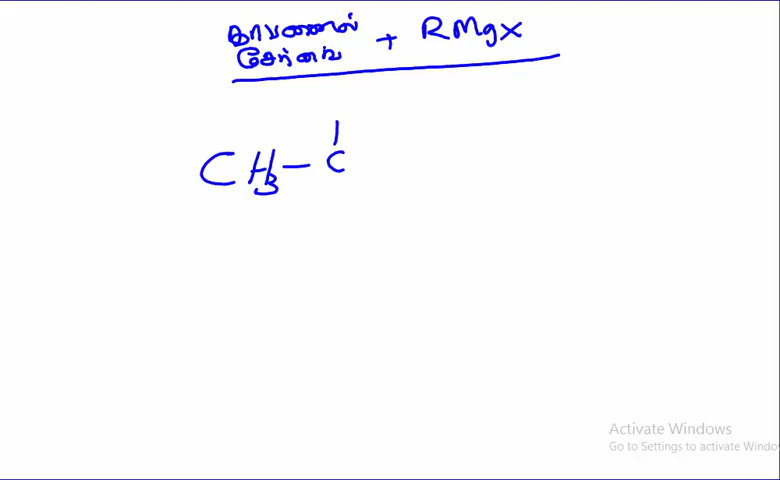 காபனைல் + RMgX
சேர்வை
CH3 - C
Activate Windows
Go to Settings to activate Windo